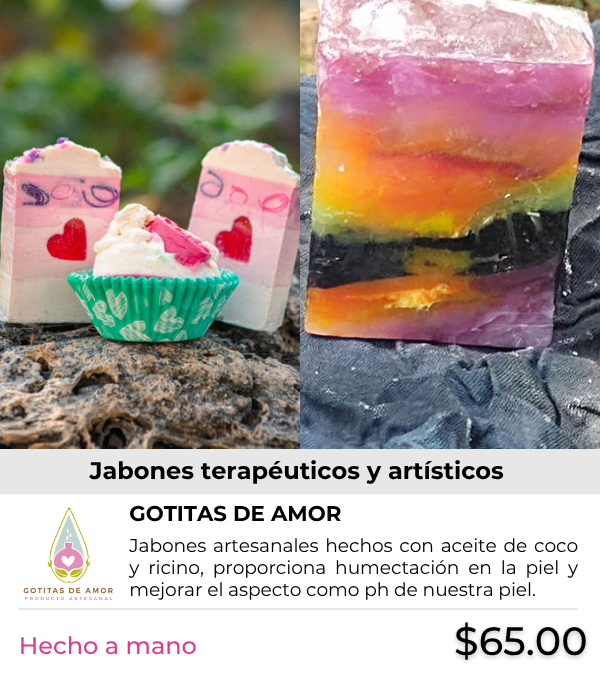 Jabones terapéuticos y artísticos
GOTITAS DE AMOR
Jabones artesanales hechos con aceite de coco
y ricino, proporciona humectación en la piel y
mejorar el aspecto como ph de nuestra piel.
GOTITAS DE AMOR
PRODUCTO ARTESANAL
Hecho a mano
$65.00